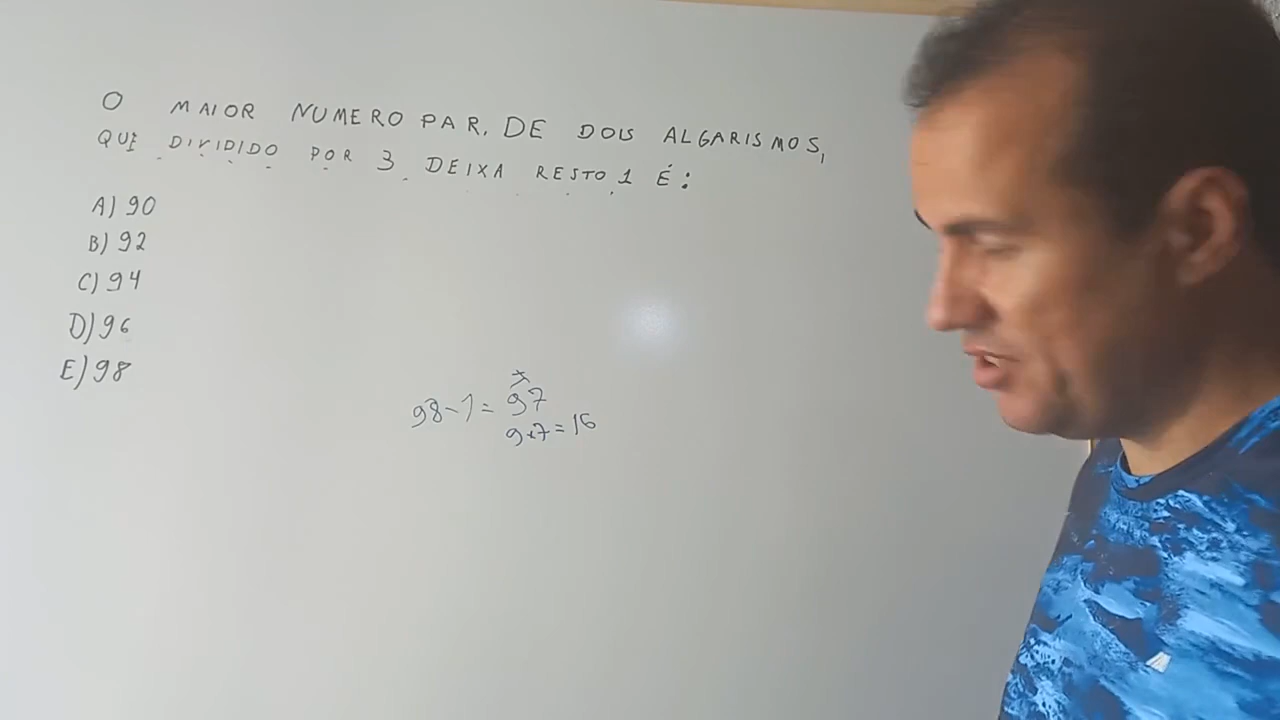 O MAIOR NUMERO PAR, DE DOIS ALGARISMOS,
QUE DIVIDIDO POR 3 DEIXA RESTO 1 É:
A) 90
B) 92
C) 94
D) 96
E) 98
98-1 = 97
9+7=16